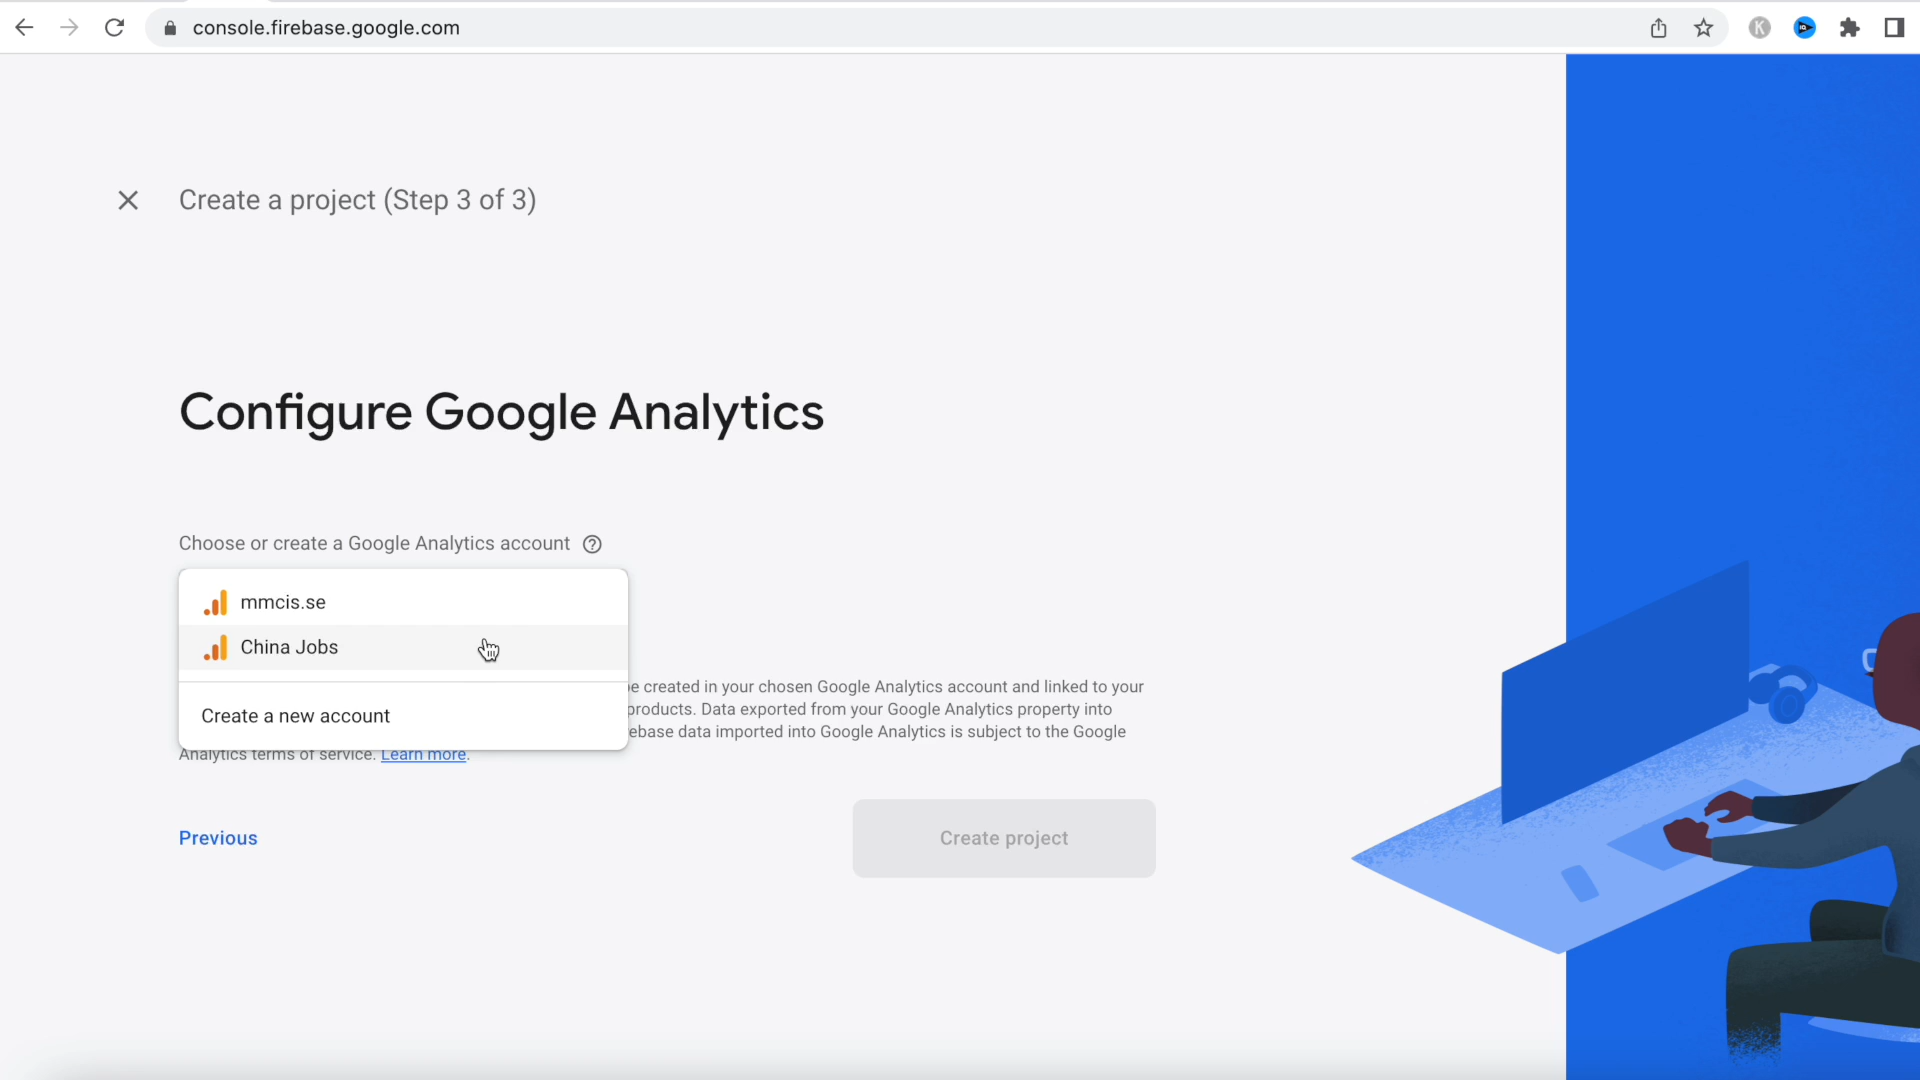 console.firebase.google.com
K
Create a project (Step 3 of 3)
Configure Google Analytics
Choose or create a Google Analytics account
mmcis.se
China Jobs
Create a new account
created in your chosen Google Analytics account and linked to your
products. Data exported from your Google Analytics property into
data imported into Google Analytics is subject to the Google
Analytics terms of service. Learn more.
Previous
Create project